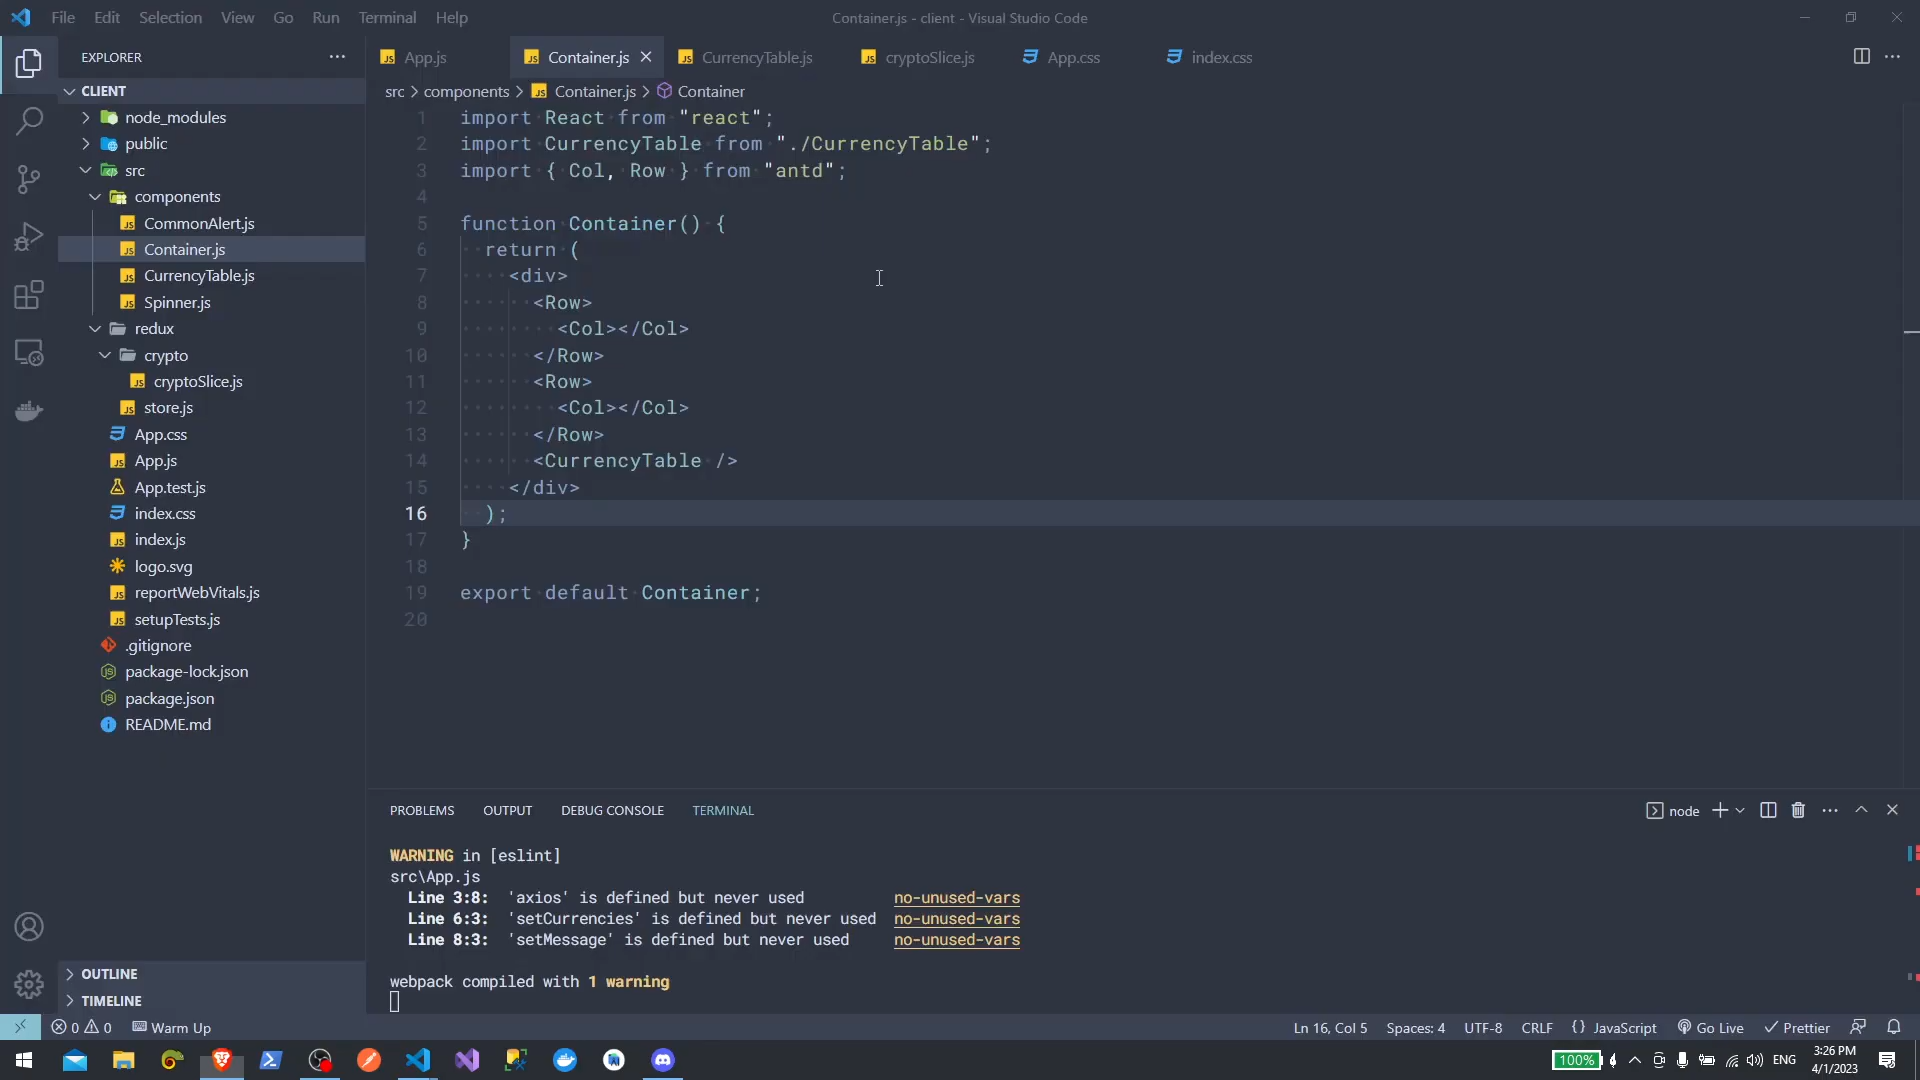 File Edit Selection View Go Run Terminal Help
Container.js - client - Visual Studio Code
EXPLORER
App.js
Container.js
CurrencyTable.js
cryptoSlice.js
App.css
index.css
CLIENT
node_modules
public
src
components
CommonAlert.js
Container.js
CurrencyTable.js
Spinner.js
redux
crypto
cryptoSlice.js
store.js
App.css
App.js
App.test.js
index.css
index.js
logo.svg
reportWebVitals.js
setupTests.js
.gitignore
package-lock.json
package.json
README.md
OUTLINE
TIMELINE
src > components > Container.js > Container
1 import React from "react";
2 import CurrencyTable from "./CurrencyTable";
3 import { Col, Row } from "antd";
4
5 function Container() {
6 return (
7 <div>
8 <Row>
9 <Col></Col>
10 </Row>
11 <Row>
12 <Col></Col>
13 </Row>
14 <CurrencyTable />
15 </div>
16 );
17 }
18
19 export default Container;
20
PROBLEMS OUTPUT DEBUG CONSOLE TERMINAL
node
WARNING in [eslint]
src\App.js
Line 3:8: 'axios' is defined but never used no-unused-vars
Line 6:3: 'setCurrencies' is defined but never used no-unused-vars
Line 8:3: 'setMessage' is defined but never used no-unused-vars
webpack compiled with 1 warning
0 0 Warm Up
Ln 16, Col 5 Spaces: 4 UTF-8 CRLF {} JavaScript Go Live Prettier
100% ENG
3:26 PM
4/1/2023